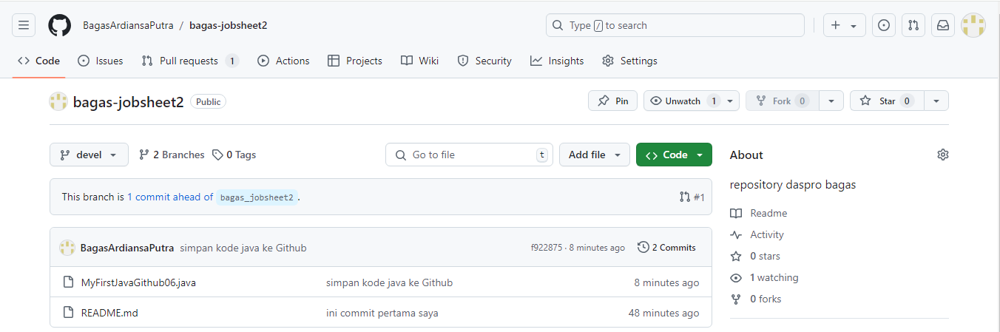 BagasArdiansaPutra / bagas-jobsheet2
Type / to search
Code Issues Pull requests 1 Actions Projects Wiki Security Insights Settings
bagas-jobsheet2 Public
Pin Unwatch 1 Fork 0 Star 0
devel 2 Branches 0 Tags Go to file t Add file Code
This branch is 1 commit ahead of bagas_jobsheet2. #1
BagasArdiansaPutra simpan kode java ke Github f922875 · 8 minutes ago 2 Commits
MyFirstJavaGithub06.java simpan kode java ke Github 8 minutes ago
README.md ini commit pertama saya 48 minutes ago
About
repository daspro bagas
Readme
Activity
0 stars
1 watching
0 forks